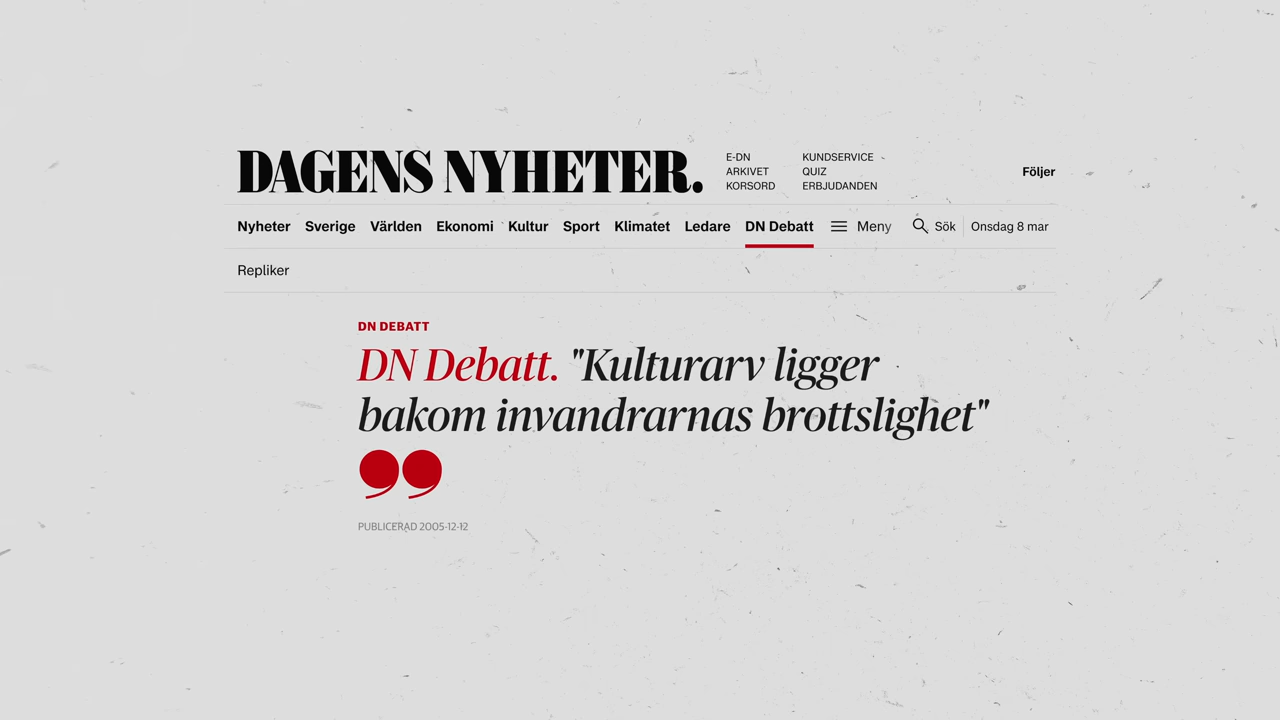 DAGENS NYHETER.
E-DN
ARKIVET
KORSORD
KUNDSERVICE
QUIZ
ERBJUDANDEN
Följer
Nyheter Sverige Världen Ekonomi Kultur Sport Klimatet Ledare DN Debatt Meny Sök Onsdag 8 mar
Repliker
DN DEBATT
DN Debatt. "Kulturarv ligger
bakom invandrarnas brottslighet"
PUBLICERAD 2005-12-12